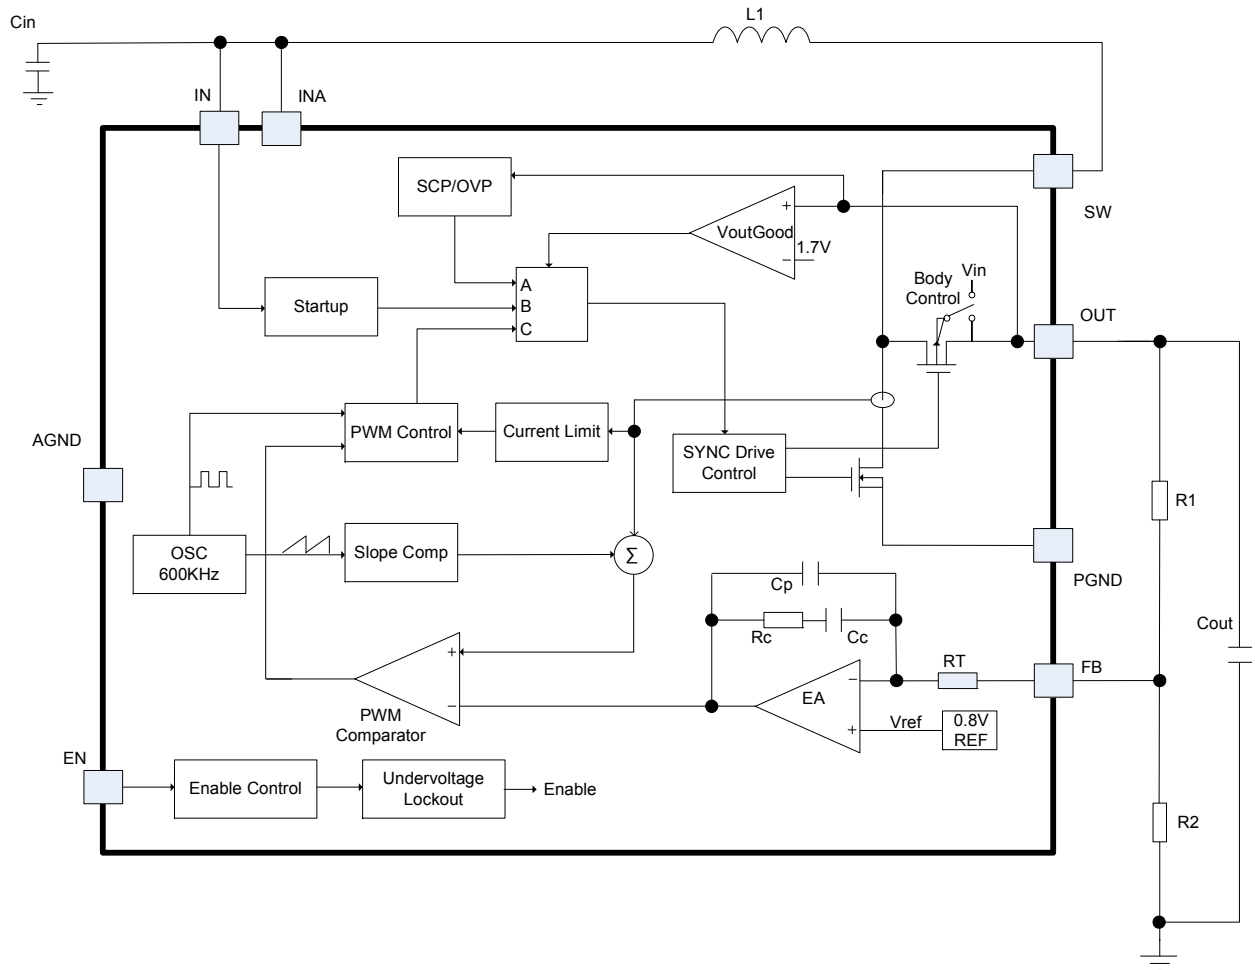 Cin
L1
IN
INA
SCP/OVP
SW
+
VoutGood
1.7V
−
Body
Control
Vin
A
B
C
Startup
OUT
AGND
PWM Control
Current Limit
SYNC Drive
Control
R1
OSC
600KHz
Slope Comp
Σ
PGND
Cp
Rc
Cc
Cout
RT
FB
+
−
PWM
Comparator
EA
−
+
Vref
0.8V
REF
EN
Enable Control
Undervoltage
Lockout
Enable
R2